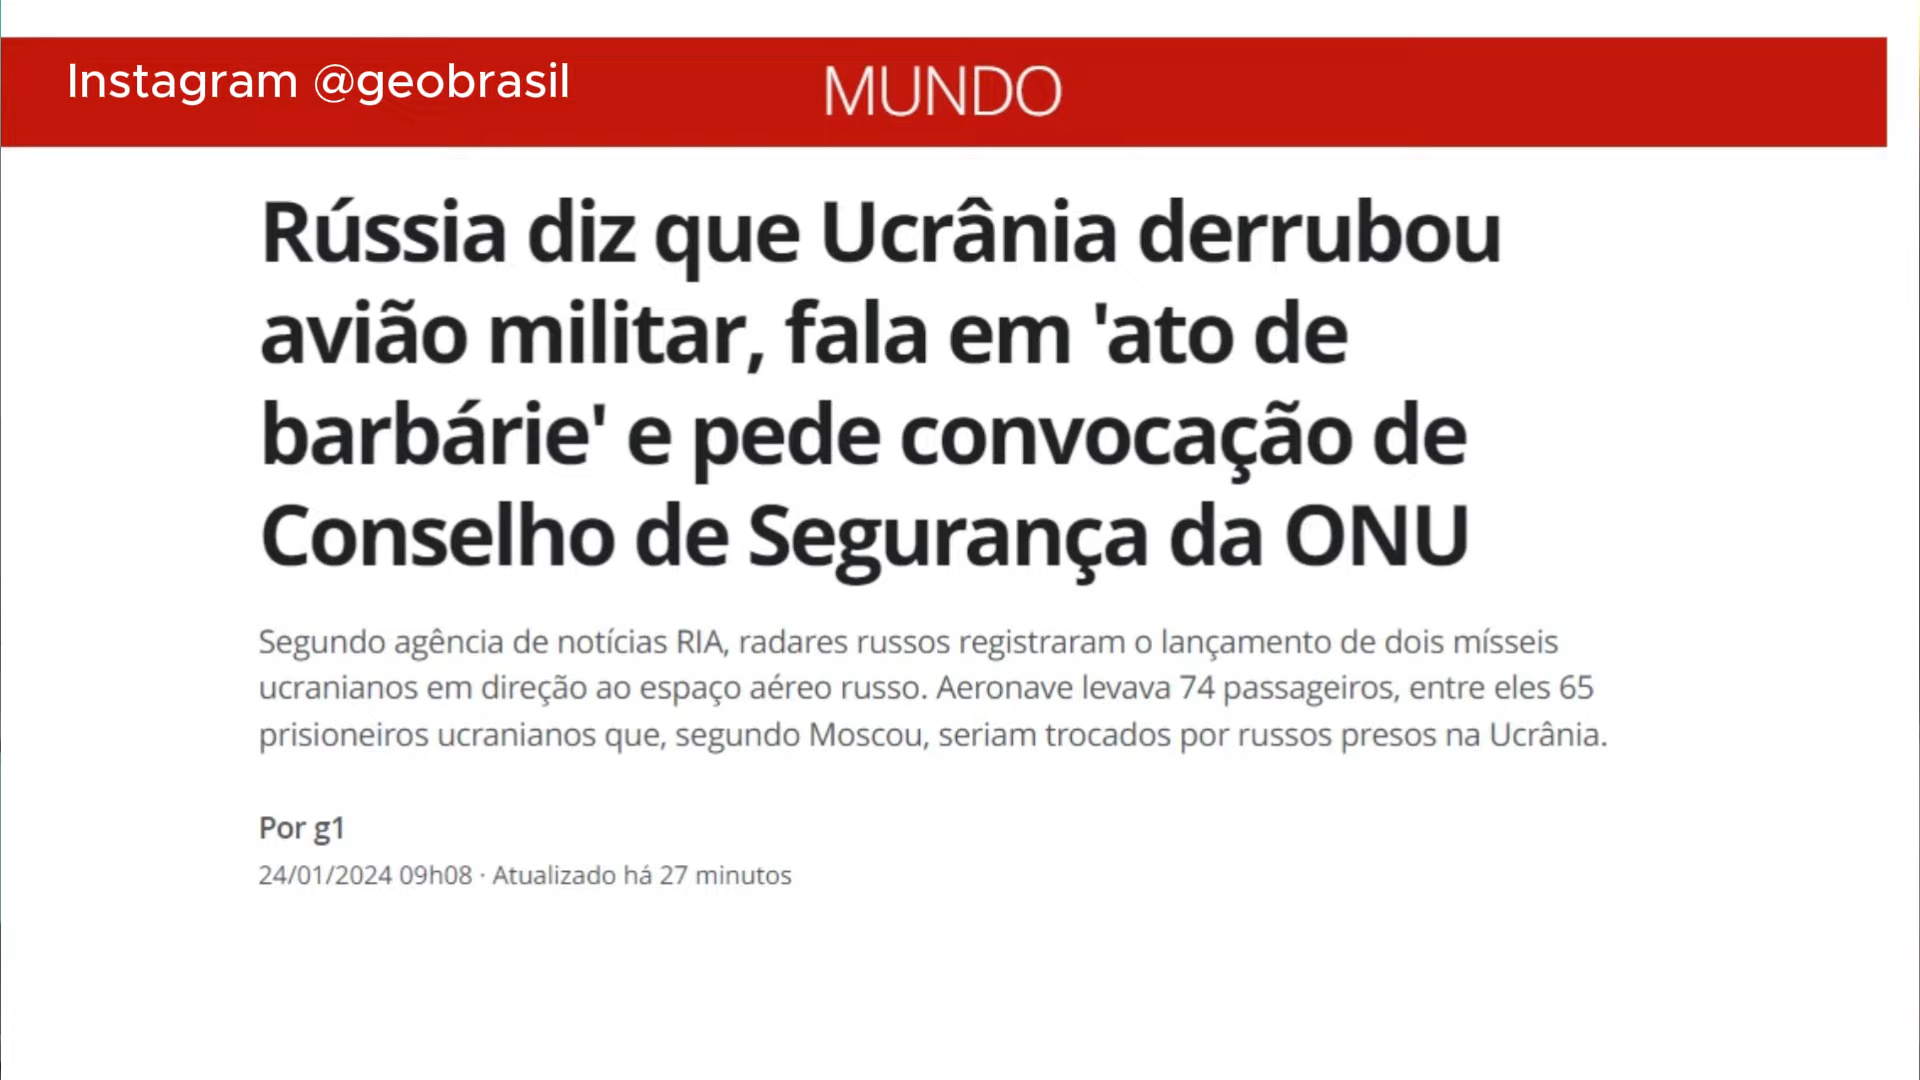 Instagram @geobrasil
MUNDO
Rússia diz que Ucrânia derrubou
avião militar, fala em 'ato de
barbárie' e pede convocação de
Conselho de Segurança da ONU
Segundo agência de notícias RIA, radares russos registraram o lançamento de dois mísseis
ucranianos em direção ao espaço aéreo russo. Aeronave levava 74 passageiros, entre eles 65
prisioneiros ucranianos que, segundo Moscou, seriam trocados por russos presos na Ucrânia.
Por g1
24/01/2024 09h08 · Atualizado há 27 minutos